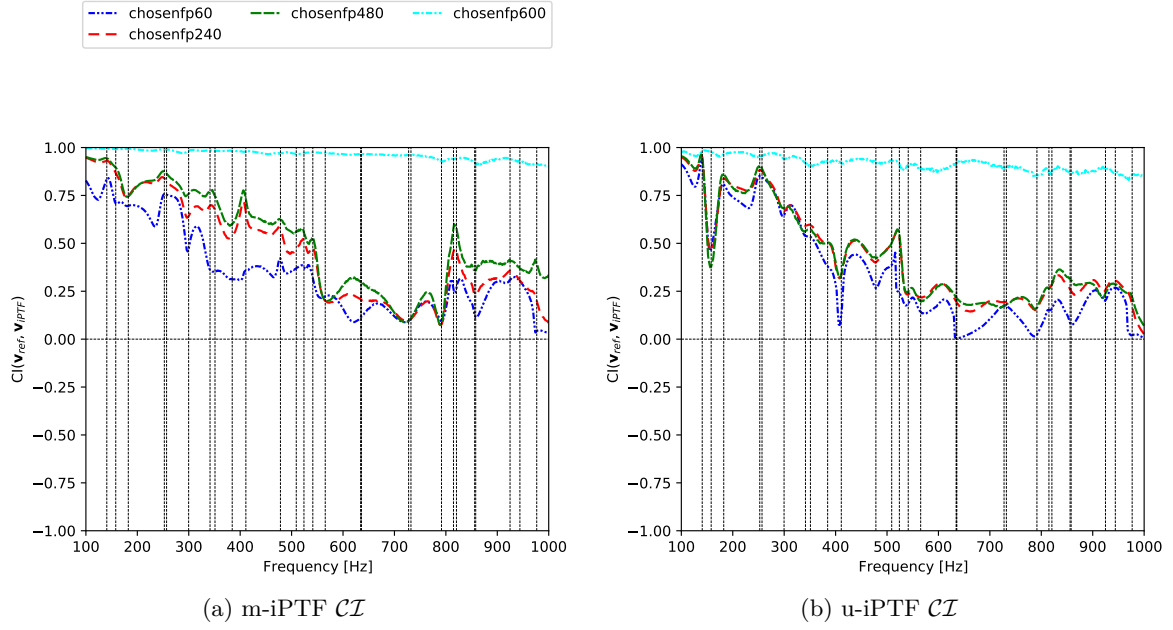 chosenfp60
chosenfp240
chosenfp480
chosenfp600
1.00
0.75
0.50
0.25
0.00
−0.25
−0.50
−0.75
−1.00
CI(v_ref, v_iPTF)
100 200 300 400 500 600 700 800 900 1000
Frequency [Hz]
(a) m-iPTF CI
1.00
0.75
0.50
0.25
0.00
−0.25
−0.50
−0.75
−1.00
CI(v_ref, v_iPTF)
100 200 300 400 500 600 700 800 900 1000
Frequency [Hz]
(b) u-iPTF CI